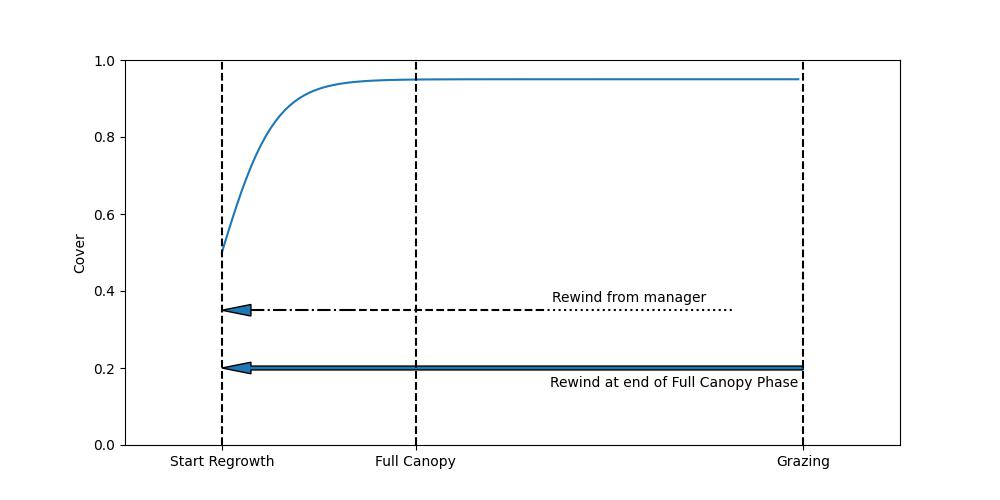 1.0
0.8
0.6
0.4
0.2
0.0
Cover
Rewind from manager
Rewind at end of Full Canopy Phase
Start Regrowth
Full Canopy
Grazing